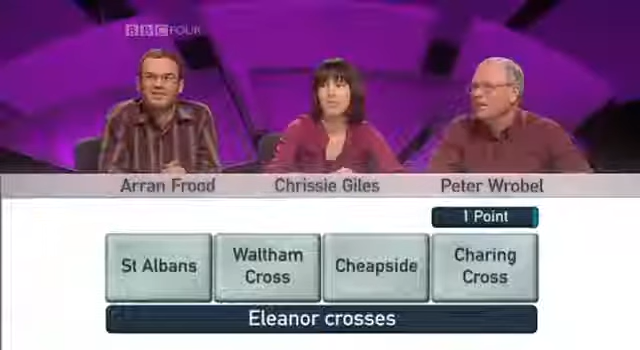 BBC FOUR
Arran Frood Chrissie Giles Peter Wrobel
1 Point
St Albans
Waltham
Cross
Cheapside
Charing
Cross
Eleanor crosses